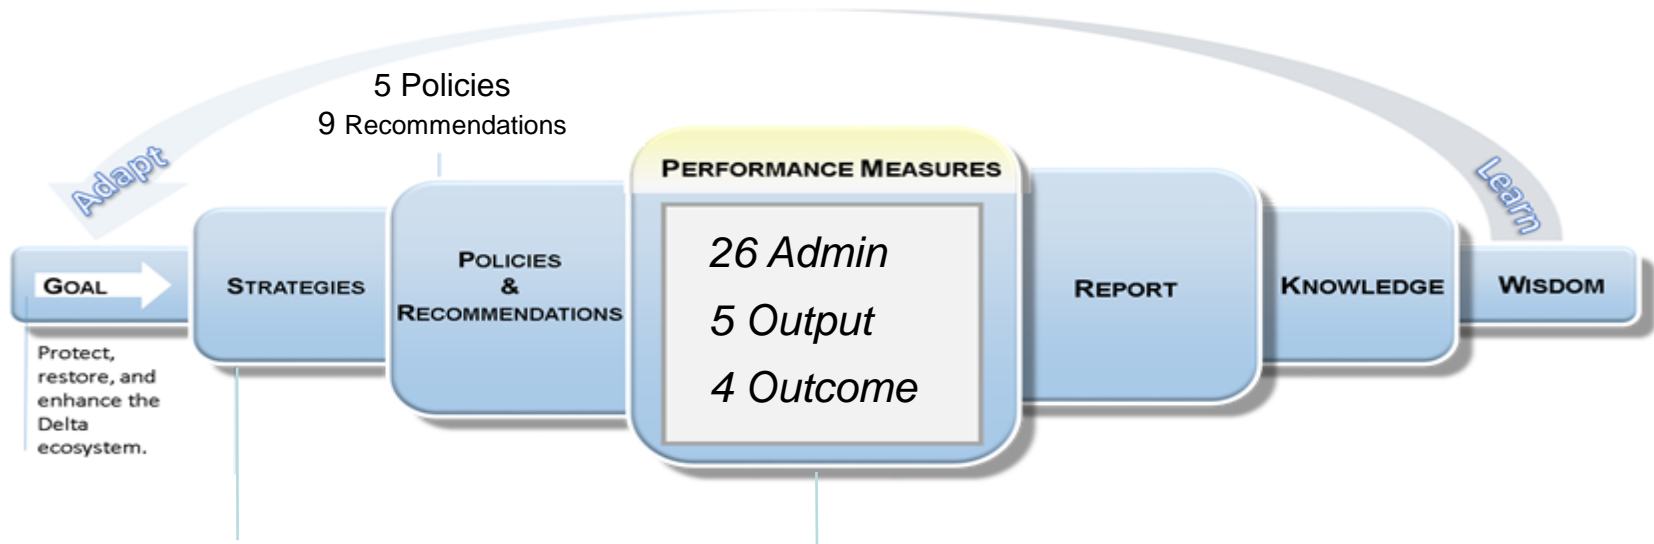 5 Policies
9 Recommendations
Adapt
Learn
PERFORMANCE MEASURES
26 Admin
5 Output
4 Outcome
GOAL
STRATEGIES
POLICIES
&
RECOMMENDATIONS
REPORT
KNOWLEDGE
WISDOM
Protect,
restore, and
enhance the
Delta
ecosystem.